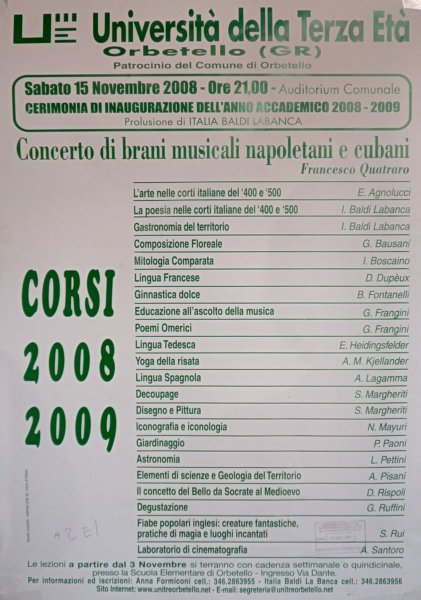 UTE Università della Terza Età
Orbetello (GR)
Patrocinio del Comune di Orbetello
Sabato 15 Novembre 2008 - Ore 21,00 - Auditorium Comunale
CERIMONIA DI INAUGURAZIONE DELL'ANNO ACCADEMICO 2008 - 2009
Prolusione di ITALIA BALDI LABANCA
Concerto di brani musicali napoletani e cubani
Francesco Quatraro
CORSI
2008
2009
L'arte nelle corti italiane del '400 e '500 E. Agnolucci
La poesia nelle corti italiane del '400 e '500 I. Baldi Labanca
Gastronomia del territorio I. Baldi Labanca
Composizione Floreale G. Bausani
Mitologia Comparata I. Boscaino
Lingua Francese D. Dupèux
Ginnastica dolce B. Fontanelli
Educazione all'ascolto della musica G. Frangini
Poemi Omerici G. Frangini
Lingua Tedesca E. Heidingsfelder
Yoga della risata A. M. Kjellander
Lingua Spagnola A. Lagamma
Decoupage S. Margheriti
Disegno e Pittura S. Margheriti
Iconografia e iconologia N. Mayuri
Giardinaggio P. Paoni
Astronomia L. Pettini
Elementi di scienze e Geologia del Territorio A. Pisani
Il concetto del Bello da Socrate al Medioevo D. Rispoli
Degustazione G. Ruffini
Fiabe popolari inglesi: creature fantastiche,
pratiche di magia e luoghi incantati S. Rui
Laboratorio di cinematografia A. Santoro
Le lezioni a partire dal 3 Novembre si terranno con cadenza settimanale o quindicinale,
presso la Scuola Elementare di Orbetello - Ingresso Via Dante.
Per informazioni ed iscrizioni: Anna Formiconi cell.: 346.2863955 - Italia Baldi La Banca cell.: 346.2863956
Sito Internet: www.unitreorbetello.net - E-mail: segreteria@unitreorbetello.net